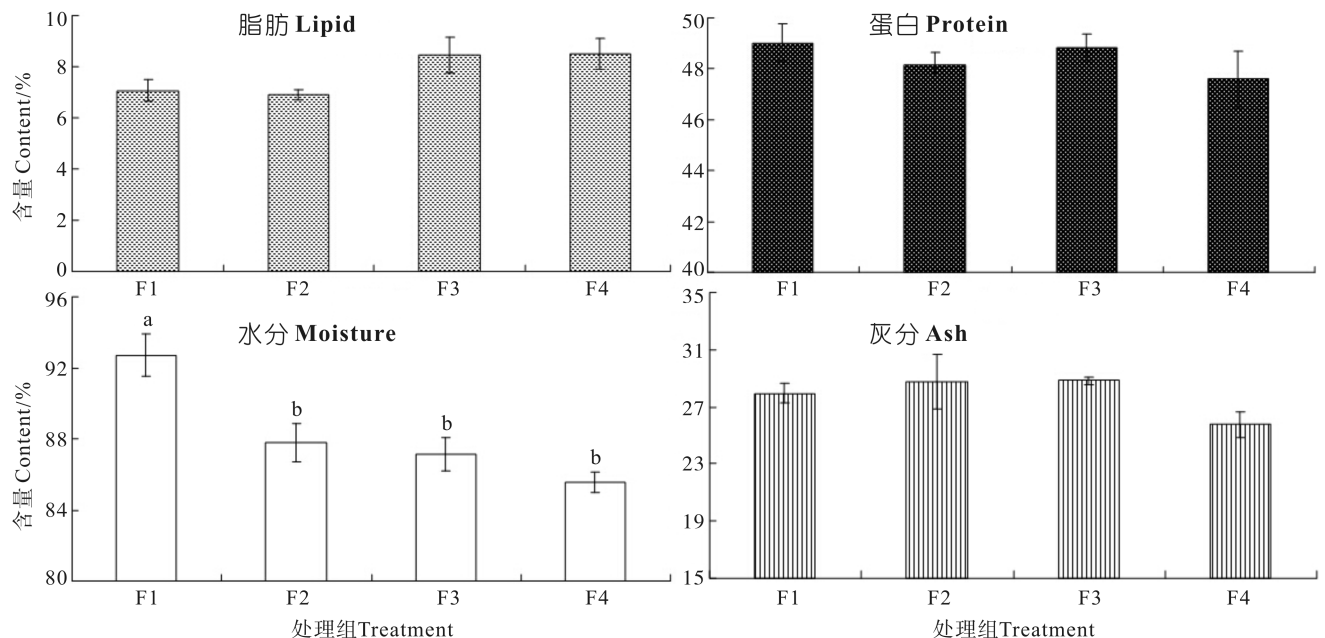 脂肪 Lipid
10
8
6
4
2
0
含量 Content/%
F1 F2 F3 F4
蛋白 Protein
50
48
46
44
42
40
F1 F2 F3 F4
水分 Moisture
96
92
88
84
80
含量 Content/%
a b b b
F1 F2 F3 F4
处理组Treatment
灰分 Ash
35
31
27
23
19
15
F1 F2 F3 F4
处理组Treatment